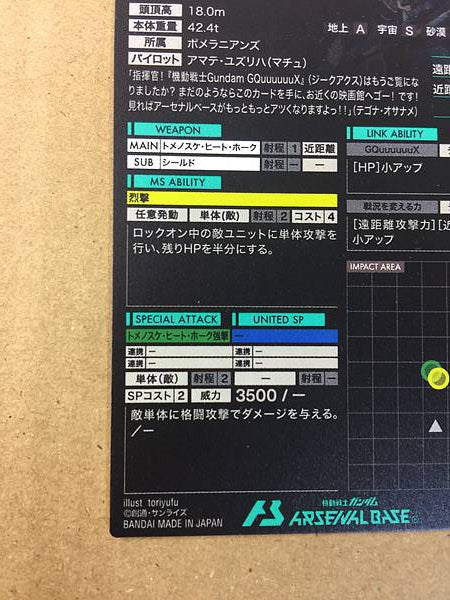 頭頂高 18.0m
本体重量 42.4t
地上 A 宇宙 S 砂漠
所属 ポメラニアンズ
パイロット アマテ・ユズリハ(マチュ)
「指揮官!『機動戦士Gundam GQuuuuuuX』(ジークアクス)はもうご覧にな
りましたか?まだのようならこのカードを手に、お近くの映画館へゴー!です!
見ればアーセナルベースがもっともっとアツくなりますよっ!!」(テゴナ・オサナメ)
遠距
近距
WEAPON
MAIN トメノスケ・ヒート・ホーク 射程 1 近距離
SUB シールド 射程 ー ー
LINK ABILITY
GQuuuuuuX
[HP]小アップ
MS ABILITY
烈撃
任意発動 単体(敵) 射程 2 コスト 4
ロックオン中の敵ユニットに単体攻撃を
行い、残りHPを半分にする。
戦況を変える力
[遠距離攻撃力][近
小アップ
IMPACT AREA
SPECIAL ATTACK UNITED SP
トメノスケ・ヒート・ホーク強撃 ー
連携 ー 連携 ー
連携 ー 連携 ー
単体(敵) 射程 2 ー 射程 ー
SPコスト 2 威力 3500/ー
敵単体に格闘攻撃でダメージを与える。
/ー
illust toriyufu
©創通・サンライズ
BANDAI MADE IN JAPAN
機動戦士ガンダム
ARSENAL BASE